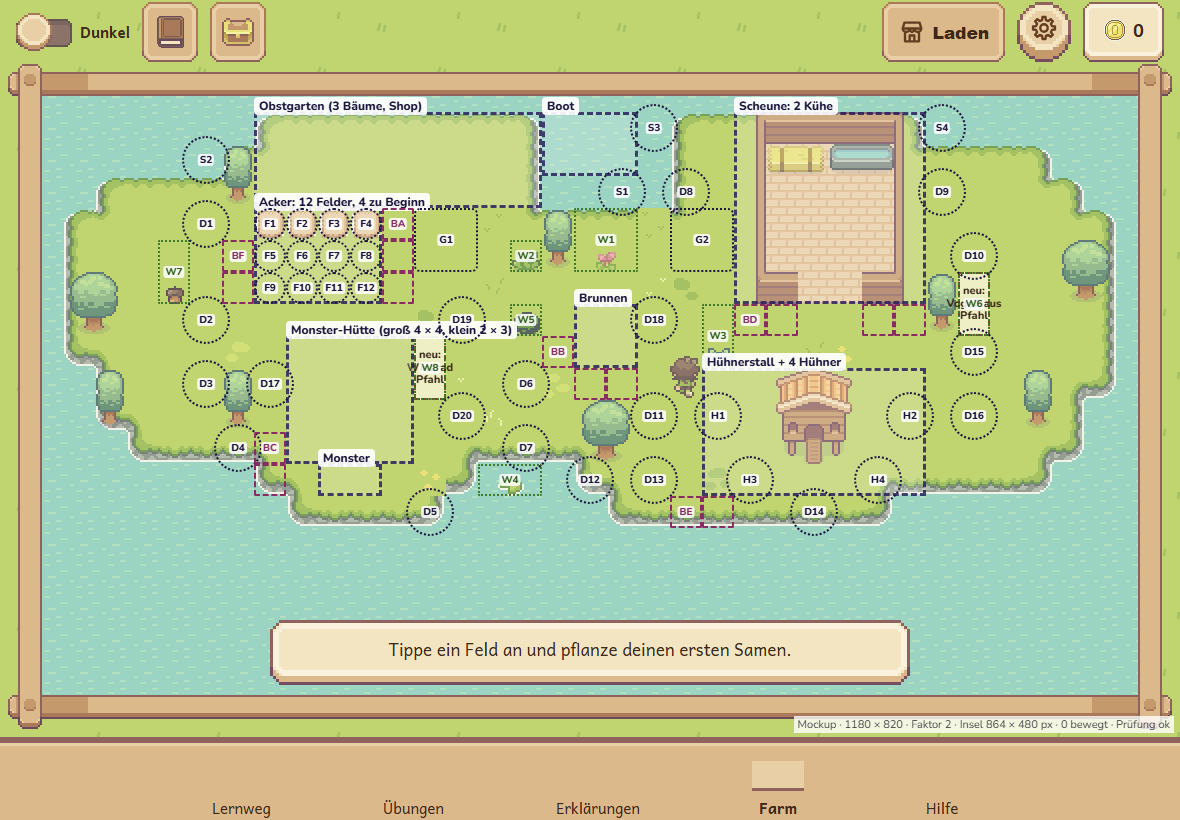 Dunkel
Laden
0
Obstgarten (3 Bäume, Shop)
Boot
Scheune: 2 Kühe
S3
S4
S2
S1
D8
D9
Acker: 12 Felder, 4 zu Beginn
D1
F1
F2
F3
F4
BA
G1
W1
G2
BF
F5
F6
F7
F8
W2
D10
W7
F9
F10
F11
F12
neu:
W6
Pfahl
Brunnen
D2
D19
W5
D18
BD
Monster-Hütte (groß 4 × 4, klein 2 × 3)
W3
BB
D15
neu:
W8
Pfahl
Hühnerstall + 4 Hühner
D3
D17
D6
D20
D11
H1
H2
D16
D4
BC
D7
Monster
W4
D12
D13
H3
H4
D5
BE
D14
Tippe ein Feld an und pflanze deinen ersten Samen.
Mockup · 1180 × 820 · Faktor 2 · Insel 864 × 480 px · 0 bewegt · Prüfung ok
Lernweg
Übungen
Erklärungen
Farm
Hilfe